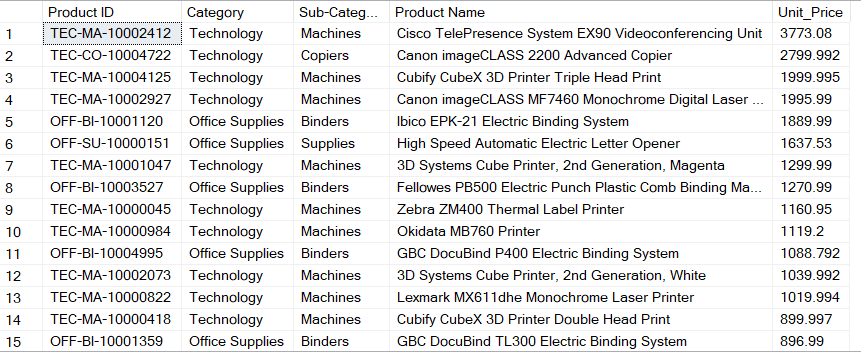 Product ID Category Sub-Categ... Product Name Unit_Price
1 TEC-MA-10002412 Technology Machines Cisco TelePresence System EX90 Videoconferencing Unit 3773.08
2 TEC-CO-10004722 Technology Copiers Canon imageCLASS 2200 Advanced Copier 2799.992
3 TEC-MA-10004125 Technology Machines Cubify CubeX 3D Printer Triple Head Print 1999.995
4 TEC-MA-10002927 Technology Machines Canon imageCLASS MF7460 Monochrome Digital Laser ... 1995.99
5 OFF-BI-10001120 Office Supplies Binders Ibico EPK-21 Electric Binding System 1889.99
6 OFF-SU-10000151 Office Supplies Supplies High Speed Automatic Electric Letter Opener 1637.53
7 TEC-MA-10001047 Technology Machines 3D Systems Cube Printer, 2nd Generation, Magenta 1299.99
8 OFF-BI-10003527 Office Supplies Binders Fellowes PB500 Electric Punch Plastic Comb Binding Ma... 1270.99
9 TEC-MA-10000045 Technology Machines Zebra ZM400 Thermal Label Printer 1160.95
10 TEC-MA-10000984 Technology Machines Okidata MB760 Printer 1119.2
11 OFF-BI-10004995 Office Supplies Binders GBC DocuBind P400 Electric Binding System 1088.792
12 TEC-MA-10002073 Technology Machines 3D Systems Cube Printer, 2nd Generation, White 1039.992
13 TEC-MA-10000822 Technology Machines Lexmark MX611dhe Monochrome Laser Printer 1019.994
14 TEC-MA-10000418 Technology Machines Cubify CubeX 3D Printer Double Head Print 899.997
15 OFF-BI-10001359 Office Supplies Binders GBC DocuBind TL300 Electric Binding System 896.99